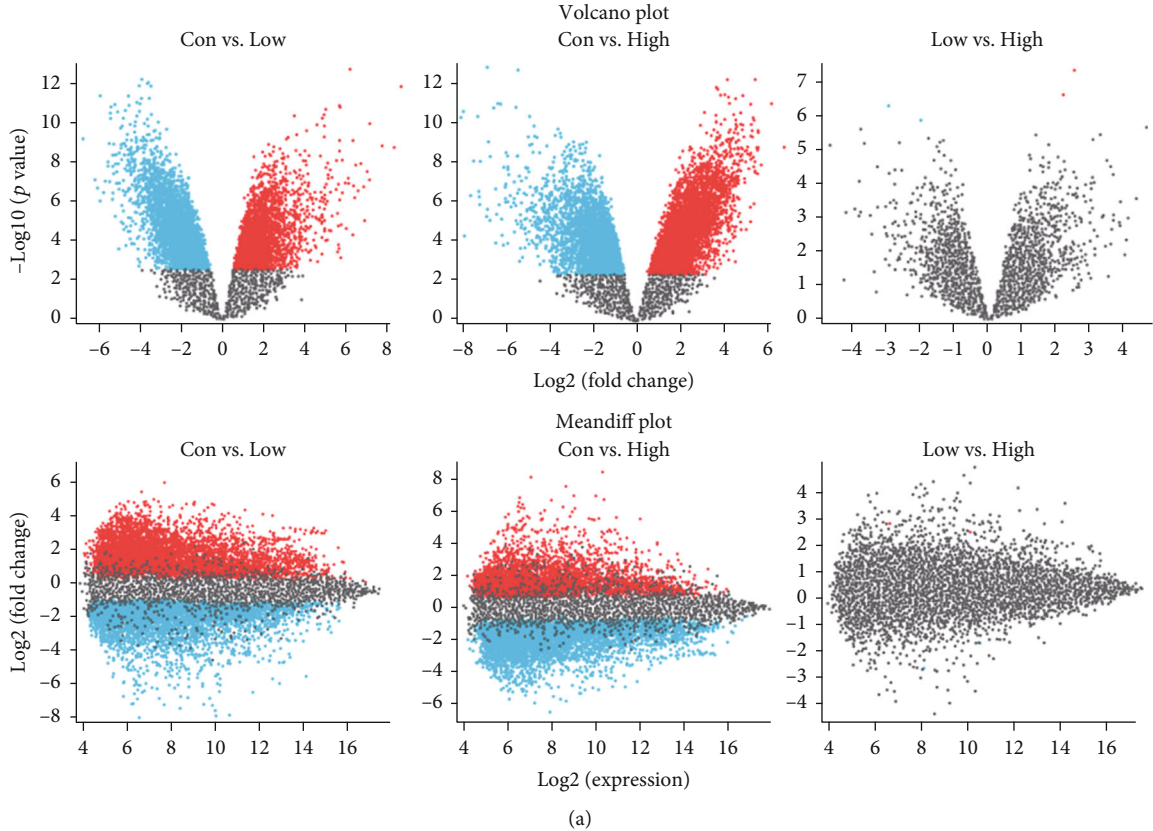 Volcano plot
Con vs. Low
Con vs. High
Low vs. High
−Log10 (p value)
12
10
8
6
4
2
0
−6 −4 −2 0 2 4 6 8
12
10
8
6
4
2
0
−8 −6 −4 −2 0 2 4 6
7
6
5
4
3
2
1
0
−4 −3 −2 −1 0 1 2 3 4
Log2 (fold change)
Meandiff plot
Con vs. Low
Con vs. High
Low vs. High
Log2 (fold change)
6
4
2
0
−2
−4
−6
−8
4 6 8 10 12 14 16
8
6
4
2
0
−2
−4
−6
4 6 8 10 12 14 16
4
3
2
1
0
−1
−2
−3
−4
4 6 8 10 12 14 16
Log2 (expression)
(a)